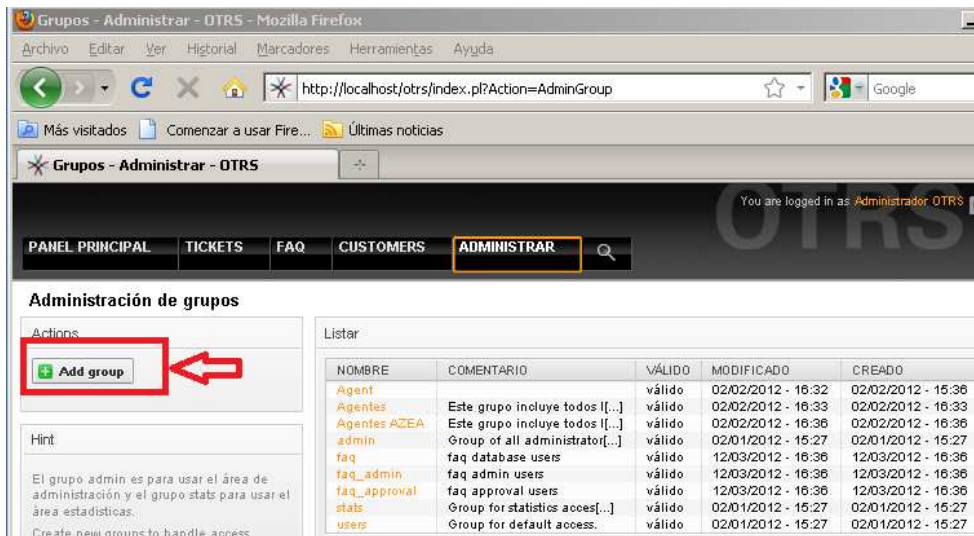 Grupos - Administrar - OTRS - Mozilla Firefox
Archivo Editar Ver Historial Marcadores Herramientas Ayuda
http://localhost/otrs/index.pl?Action=AdminGroup
Google
Más visitados Comenzar a usar Fire... Últimas noticias
Grupos - Administrar - OTRS
OTRS
You are logged in as Administrador OTRS
PANEL PRINCIPAL TICKETS FAQ CUSTOMERS ADMINISTRAR
Administración de grupos
Actions
Add group
Hint
El grupo admin es para usar el área de
administración y el grupo stats para usar el
área estadisticas.
Create new groups to handle access
Listar
NOMBRE COMENTARIO VÁLIDO MODIFICADO CREADO
Agent válido 02/02/2012 - 16:32 02/02/2012 - 15:36
Agentes Este grupo incluye todos l[...] válido 02/02/2012 - 16:33 02/02/2012 - 16:33
Agentes AZEA Este grupo incluye todos l[...] válido 02/02/2012 - 16:36 02/02/2012 - 16:36
admin Group of all administrator[...] válido 02/01/2012 - 15:27 02/01/2012 - 15:27
faq faq database users válido 12/03/2012 - 16:36 12/03/2012 - 16:36
faq_admin faq admin users válido 12/03/2012 - 16:36 12/03/2012 - 16:36
faq_approval faq approval users válido 12/03/2012 - 16:36 12/03/2012 - 16:36
stats Group for statistics acces[...] válido 02/01/2012 - 15:27 02/01/2012 - 15:27
users Group for default access. válido 02/01/2012 - 15:27 02/01/2012 - 15:27